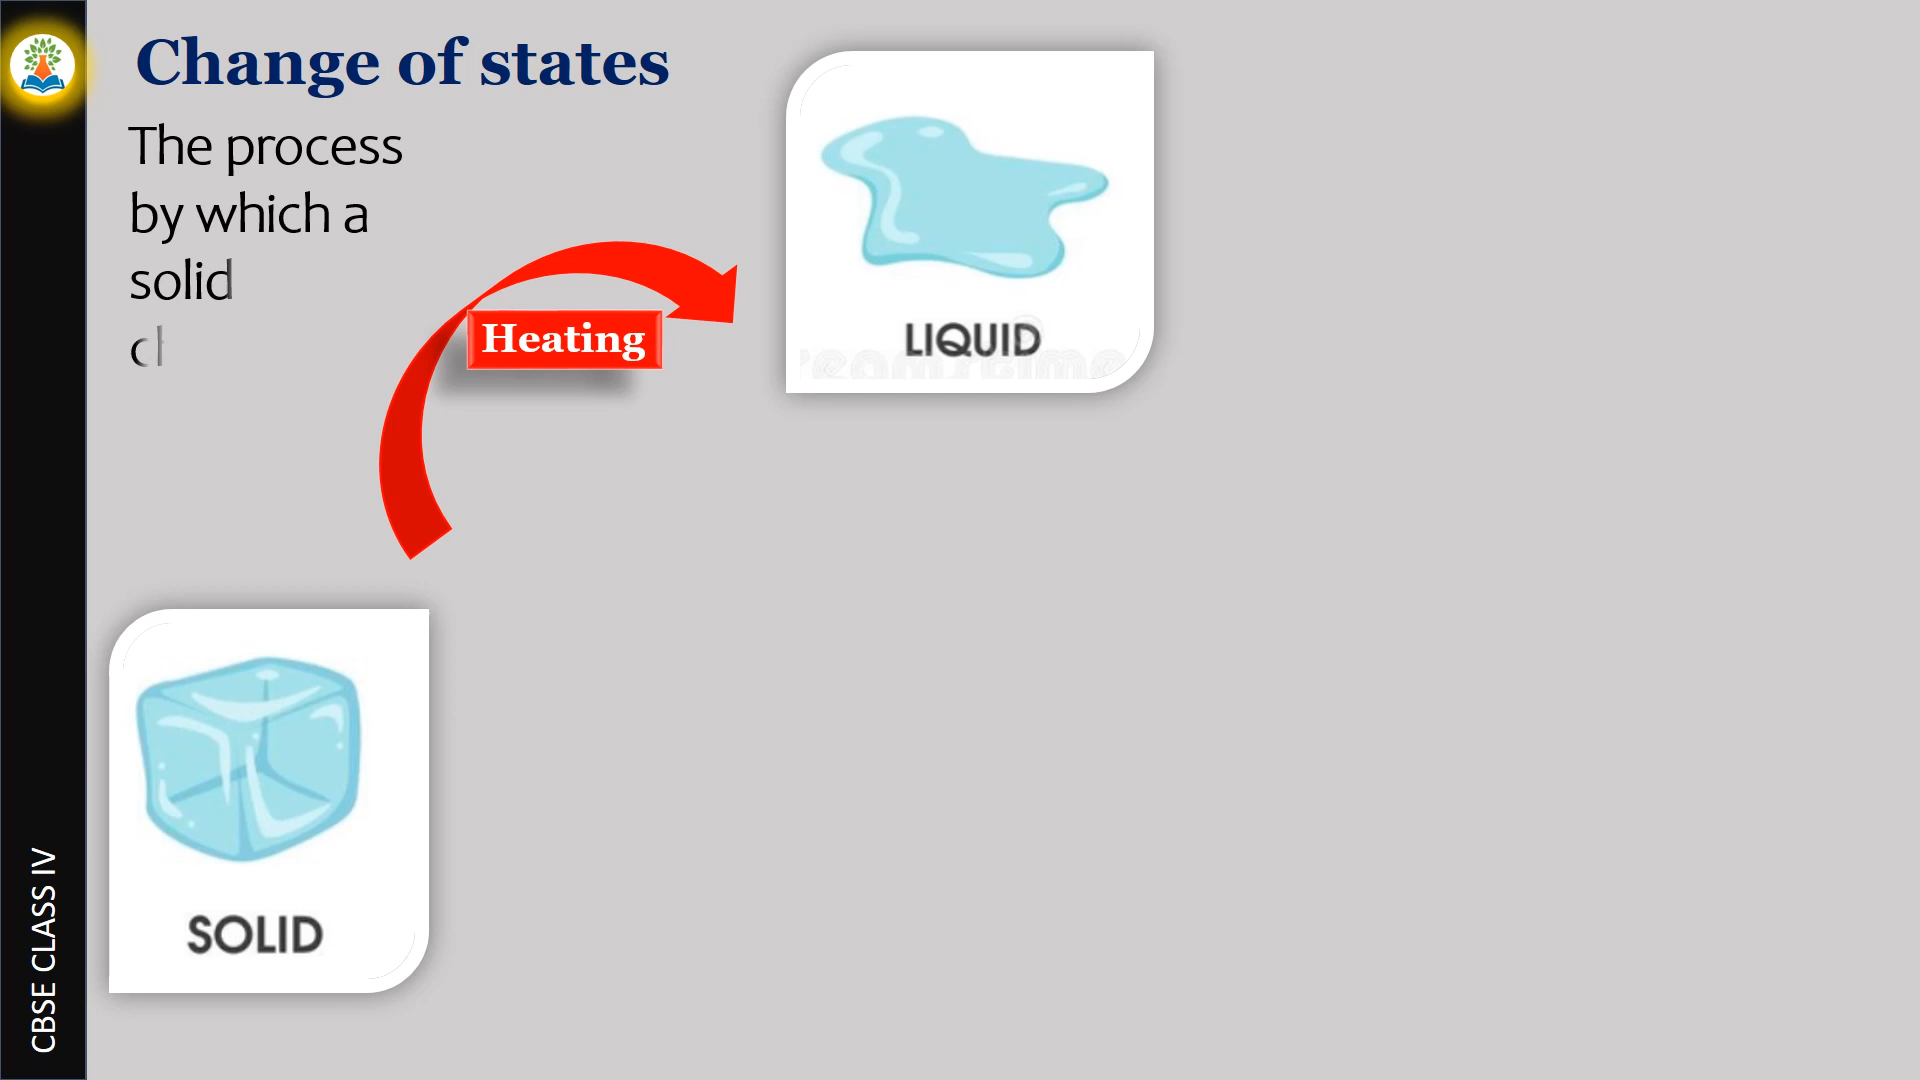 Change of states
The process
by which a
solid
Heating
LIQUID
SOLID
CBSE CLASS IV